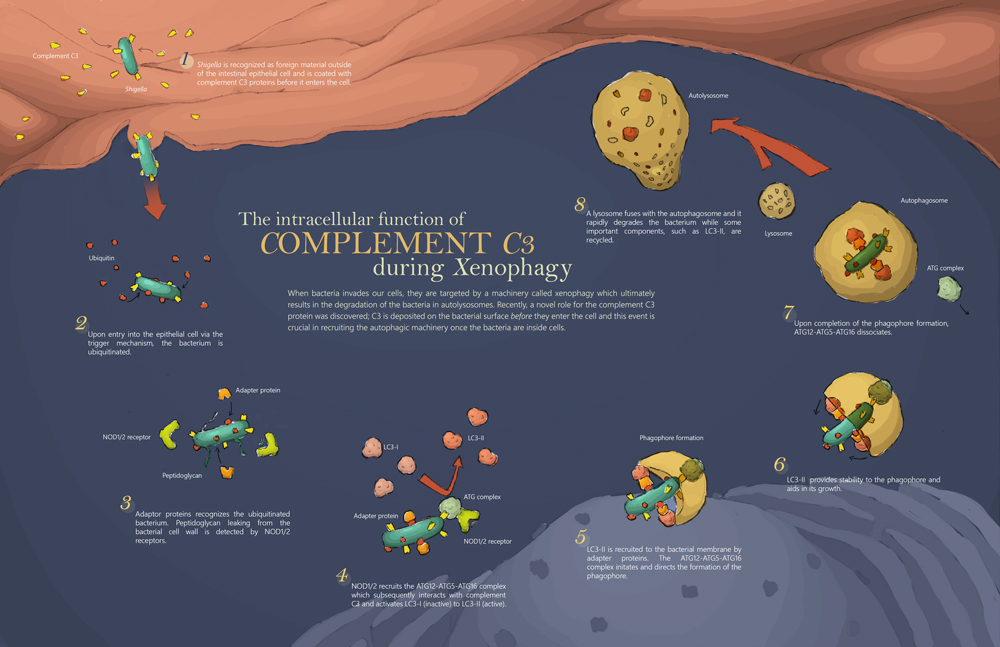 Complement C3
Shigella
1
Shigella is recognized as foreign material outside
of the intestinal epithelial cell and is coated with
complement C3 proteins before it enters the cell.
The intracellular function of
COMPLEMENT C3
during Xenophagy
When bacteria invades our cells, they are targeted by a machinery called xenophagy which ultimately
results in the degradation of the bacteria in autolysosomes. Recently, a novel role for the complement C3
protein was discovered; C3 is deposited on the bacterial surface before they enter the cell and this event is
crucial in recruiting the autophagic machinery once the bacteria are inside cells.
Ubiquitin
2
Upon entry into the epithelial cell via the
trigger mechanism, the bacterium is
ubiquitinated.
Adapter protein
NOD1/2 receptor
Peptidoglycan
3
Adaptor proteins recognizes the ubiquitinated
bacterium. Peptidoglycan leaking from the
bacterial cell wall is detected by NOD1/2
receptors.
LC3-I
LC3-II
ATG complex
Adapter protein
NOD1/2 receptor
4
NOD1/2 recruits the ATG12-ATG5-ATG16 complex
which subsequently interacts with complement
C3 and activates LC3-I (inactive) to LC3-II (active).
Phagophore formation
5
LC3-II is recruited to the bacterial membrane by
adapter proteins. The ATG12-ATG5-ATG16
complex initates and directs the formation of the
phagophore.
6
LC3-II provides stability to the phagophore and
aids in its growth.
Autophagosome
ATG complex
7
Upon completion of the phagophore formation,
ATG12-ATG5-ATG16 dissociates.
Autolysosome
Lysosome
8
A lysosome fuses with the autophagosome and it
rapidly degrades the bacterium while some
important components, such as LC3-II, are
recycled.